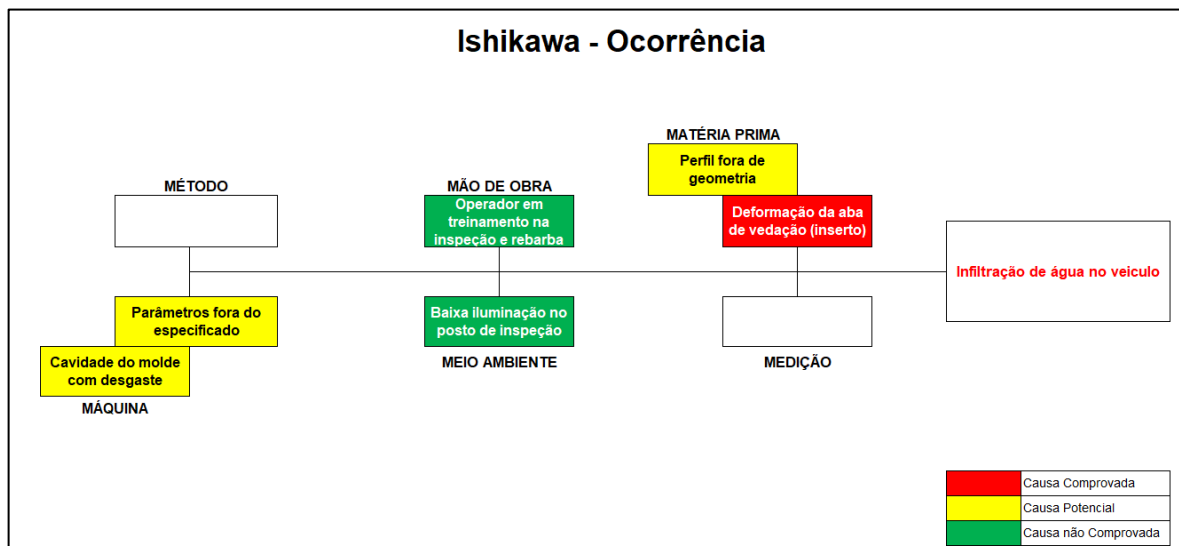 Ishikawa - Ocorrência
MATÉRIA PRIMA
Perfil fora de
geometria
MÉTODO
MÃO DE OBRA
Operador em
treinamento na
inspeção e rebarba
Deformação da aba
de vedação (inserto)
Infiltração de água no veiculo
Parâmetros fora do
especificado
Baixa iluminação no
posto de inspeção
Cavidade do molde
com desgaste
MEIO AMBIENTE
MEDIÇÃO
MÁQUINA
Causa Comprovada
Causa Potencial
Causa não Comprovada